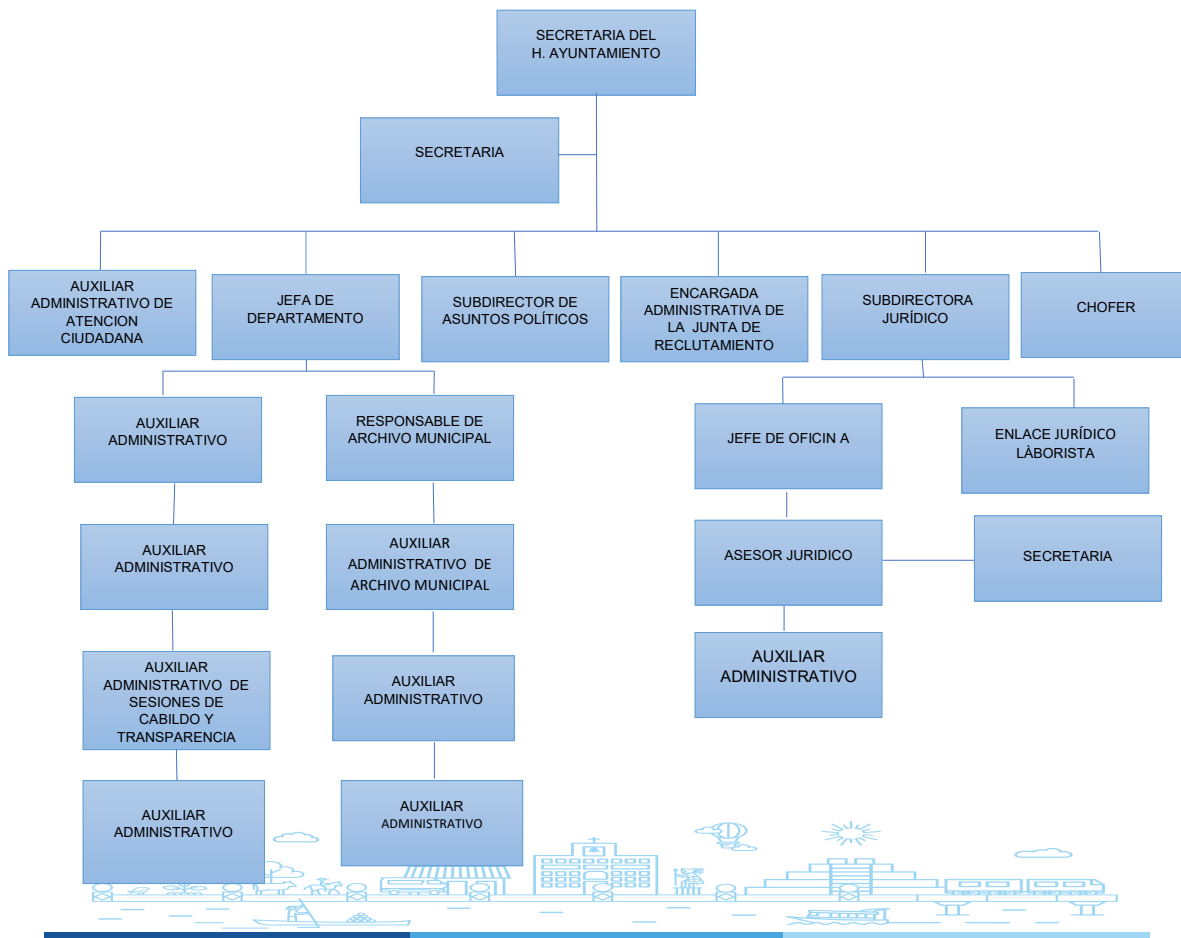 SECRETARIA DEL
H. AYUNTAMIENTO
SECRETARIA
AUXILIAR
ADMINISTRATIVO DE
ATENCION
CIUDADANA
JEFA DE
DEPARTAMENTO
SUBDIRECTOR DE
ASUNTOS POLÍTICOS
ENCARGADA
ADMINISTRATIVA DE
LA JUNTA DE
RECLUTAMIENTO
SUBDIRECTORA
JURÍDICO
CHOFER
AUXILIAR
ADMINISTRATIVO
RESPONSABLE DE
ARCHIVO MUNICIPAL
JEFE DE OFICIN A
ENLACE JURÍDICO
LÀBORISTA
AUXILIAR
ADMINISTRATIVO
AUXILIAR
ADMINISTRATIVO DE
ARCHIVO MUNICIPAL
ASESOR JURIDICO
SECRETARIA
AUXILIAR
ADMINISTRATIVO DE
SESIONES DE
CABILDO Y
TRANSPARENCIA
AUXILIAR
ADMINISTRATIVO
AUXILIAR
ADMINISTRATIVO
AUXILIAR
ADMINISTRATIVO
AUXILIAR
ADMINISTRATIVO